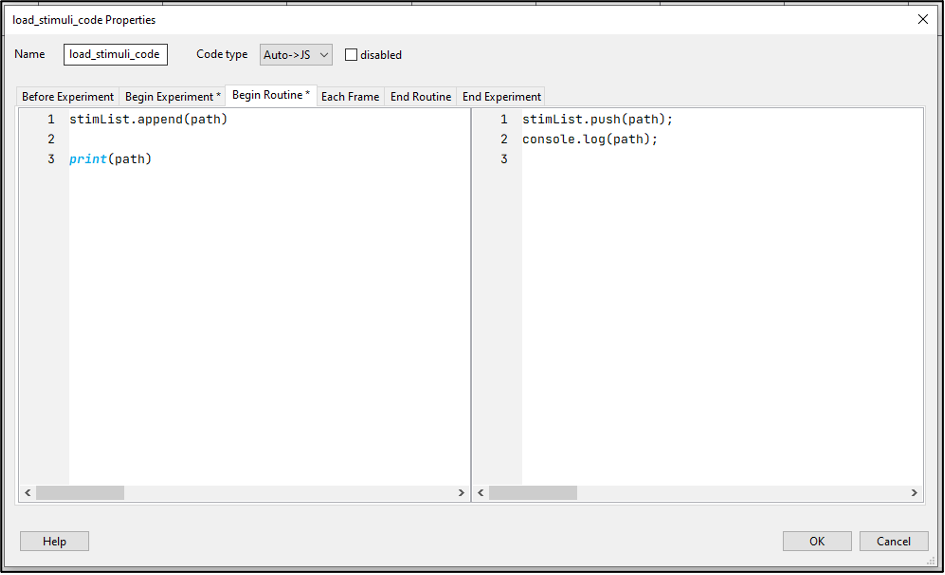 load_stimuli_code Properties
Name load_stimuli_code Code type Auto->JS disabled
Before Experiment Begin Experiment * Begin Routine * Each Frame End Routine End Experiment
1 stimList.append(path)
2
3 print(path)
1 stimList.push(path);
2 console.log(path);
3
Help OK Cancel